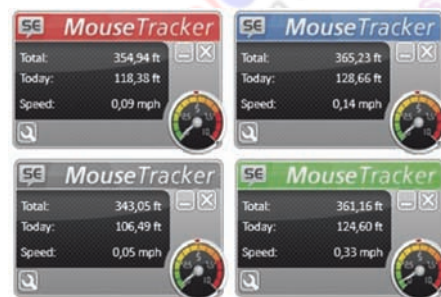 SE MouseTracker
Total: 354,94 ft
Today: 118,38 ft
Speed: 0,09 mph
SE MouseTracker
Total: 365,23 ft
Today: 128,66 ft
Speed: 0,14 mph
SE MouseTracker
Total: 343,05 ft
Today: 106,49 ft
Speed: 0,05 mph
SE MouseTracker
Total: 361,16 ft
Today: 124,60 ft
Speed: 0,33 mph